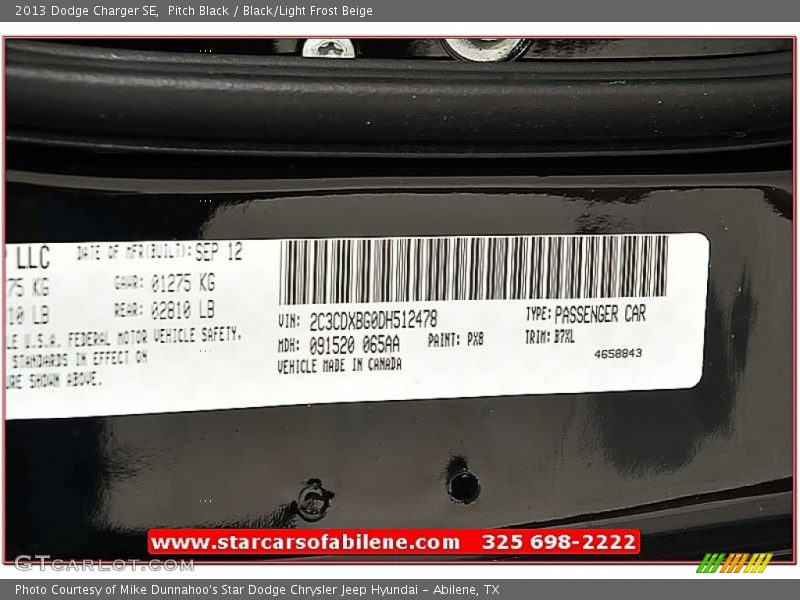 2013 Dodge Charger SE,  Pitch Black / Black/Light Frost Beige
LLC DATE OF MFR(BUILT): SEP 12
75 KG GAWR: 01275 KG
10 LB REAR: 02810 LB
LE U.S.A. FEDERAL MOTOR VEHICLE SAFETY,
STANDARDS IN EFFECT ON
SHOWN ABOVE.
VIN: 2C3CDXBG0DH512478 TYPE: PASSENGER CAR
MDH: 091520 065AA PAINT: PX8 TRIM: B7XL
VEHICLE MADE IN CANADA 4658843
www.starcarsofabilene.com 325 698-2222
GTCarLot.com
Photo Courtesy of Mike Dunnahoo's Star Dodge Chrysler Jeep Hyundai – Abilene, TX